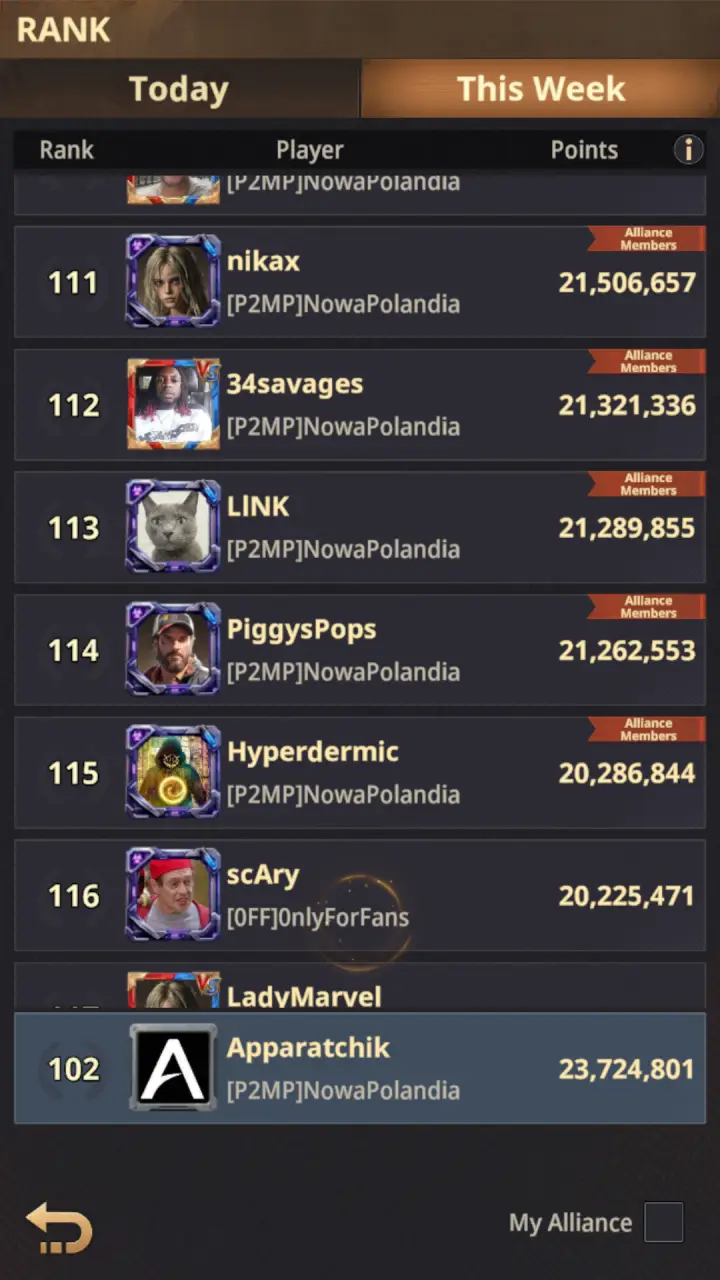 RANK
Today
This Week
Rank
Player
Points
i
[P2MP]NowaPolandia
Alliance
Members
111
nikax
[P2MP]NowaPolandia
21,506,657
Alliance
Members
112
34savages
[P2MP]NowaPolandia
21,321,336
Alliance
Members
113
LINK
[P2MP]NowaPolandia
21,289,855
Alliance
Members
114
PiggysPops
[P2MP]NowaPolandia
21,262,553
Alliance
Members
115
Hyperdermic
[P2MP]NowaPolandia
20,286,844
116
scAry
[0FF]0nlyForFans
20,225,471
LadyMarvel
102
Apparatchik
[P2MP]NowaPolandia
23,724,801
My Alliance